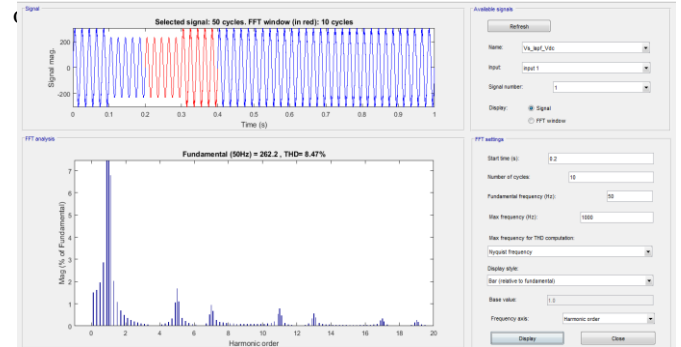 Signal
Selected signal: 50 cycles. FFT window (in red): 10 cycles
200
0
-200
Signal mag.
0 0.1 0.2 0.3 0.4 0.5 0.6 0.7 0.8 0.9 1
Time (s)
FFT analysis
Fundamental (50Hz) = 262.2 , THD= 8.47%
7
6
5
4
3
2
1
0
Mag (% of Fundamental)
0 2 4 6 8 10 12 14 16 18 20
Harmonic order
Available signals
Refresh
Name: Vs_lapf_Vdc
Input: input 1
Signal number: 1
Display: Signal
FFT window
FFT settings
Start time (s): 0.2
Number of cycles: 10
Fundamental frequency (Hz): 50
Max frequency (Hz): 1000
Max frequency for THD computation:
Nyquist frequency
Display style:
Bar (relative to fundamental)
Base value: 1.0
Frequency axis: Harmonic order
Display Close